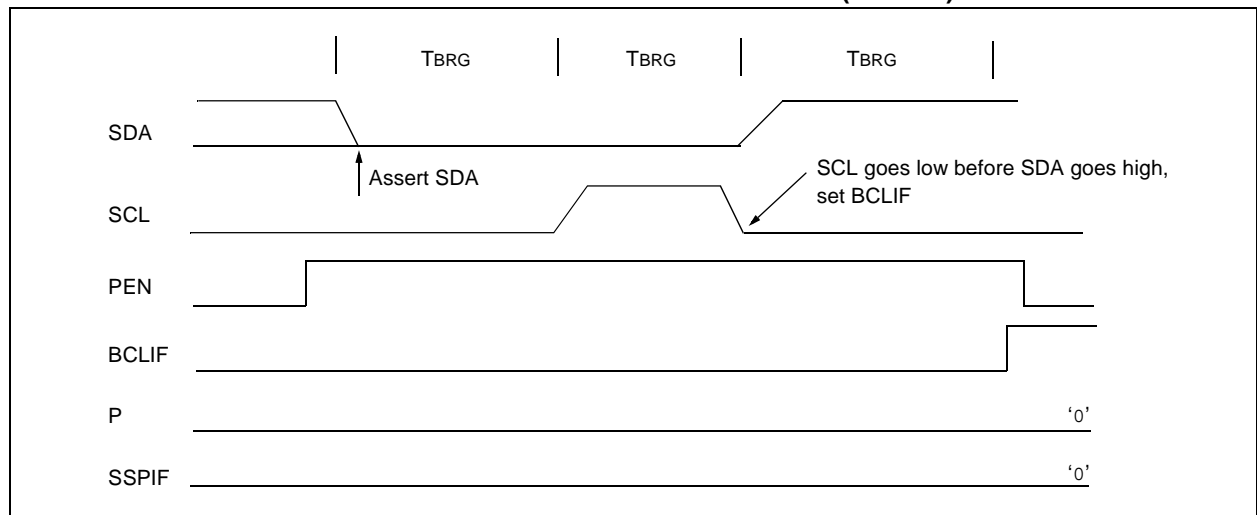 TBRG TBRG TBRG
SDA
Assert SDA
SCL goes low before SDA goes high,
set BCLIF
SCL
PEN
BCLIF
P '0'
SSPIF '0'